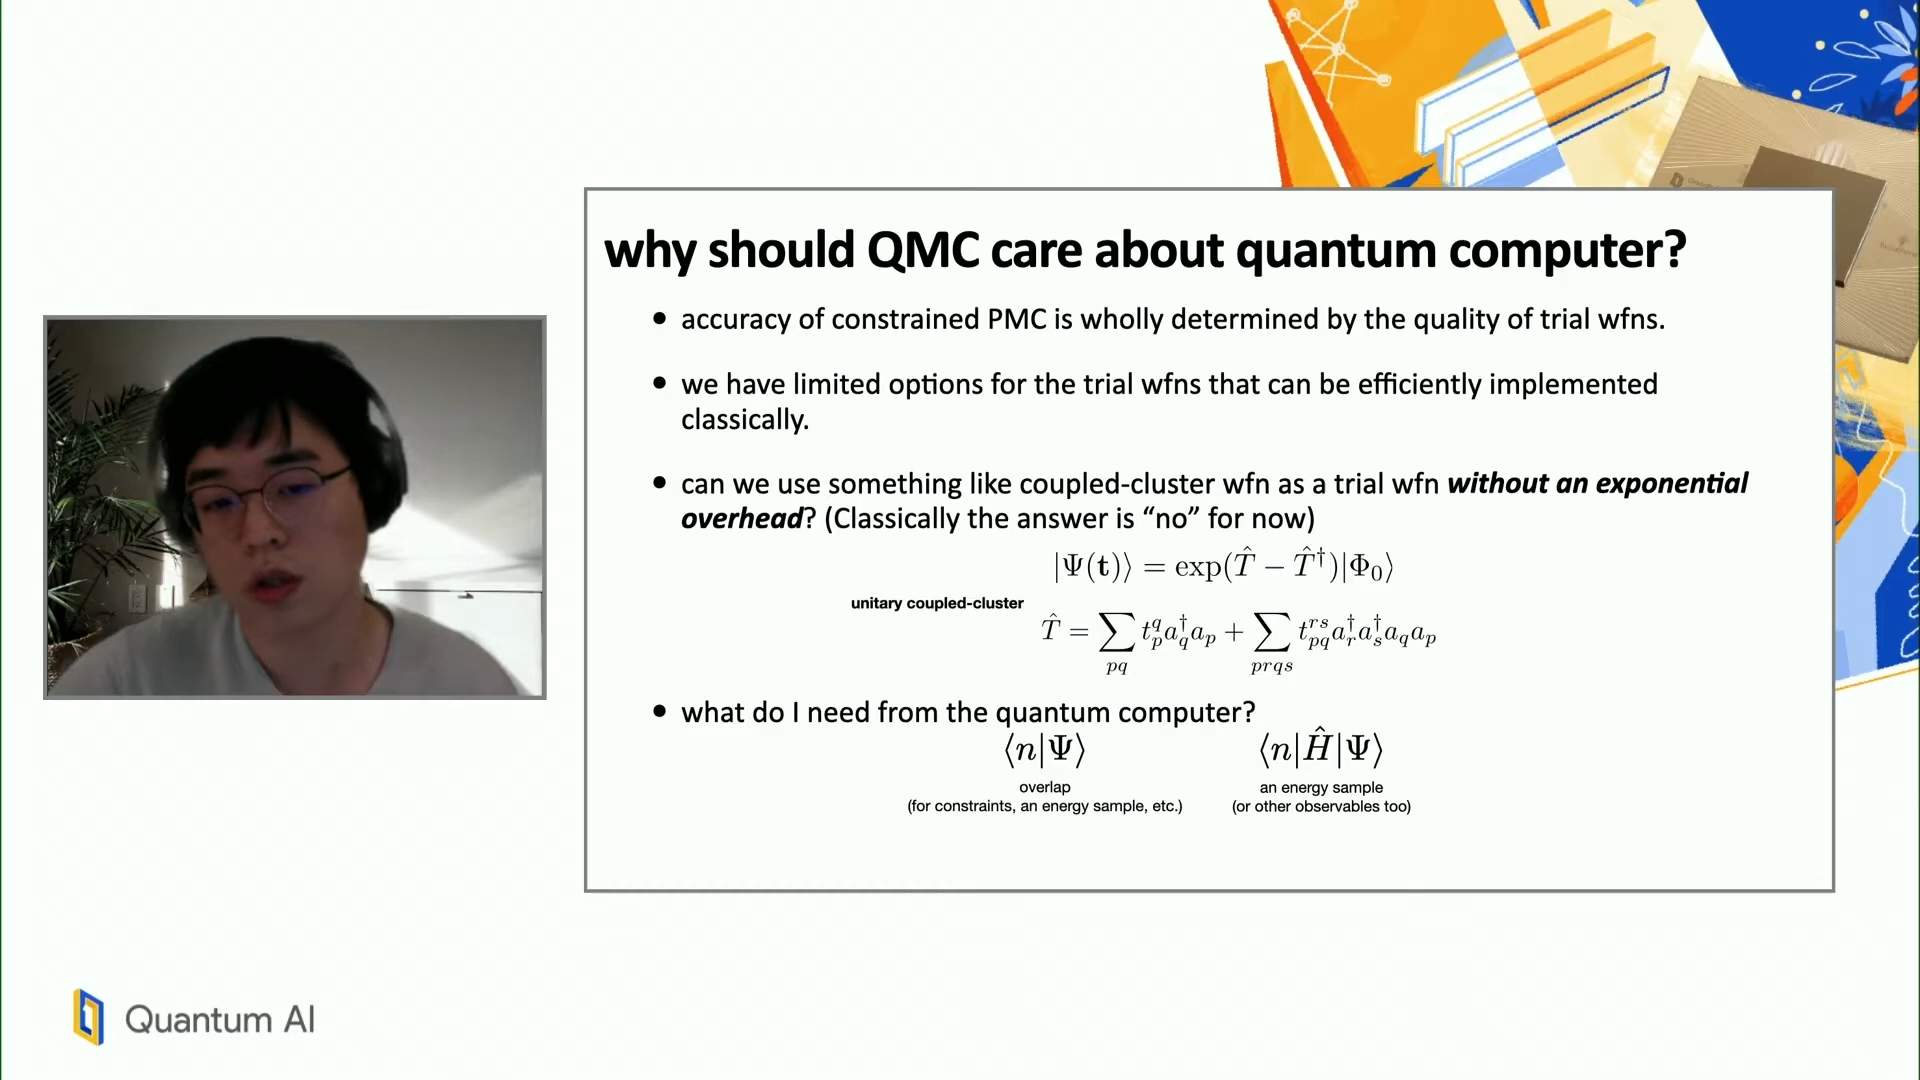 why should QMC care about quantum computer?
• accuracy of constrained PMC is wholly determined by the quality of trial wfns.
• we have limited options for the trial wfns that can be efficiently implemented
classically.
• can we use something like coupled-cluster wfn as a trial wfn without an exponential
overhead? (Classically the answer is “no” for now)
|Ψ(t)⟩ = exp(T̂ − T̂†)|Φ₀⟩
unitary coupled-cluster
T̂ = ∑_{pq} t_p^q a_q^† a_p + ∑_{prqs} t_{pq}^{rs} a_r^† a_s^† a_q a_p
• what do I need from the quantum computer?
⟨n|Ψ⟩ ⟨n|Ĥ|Ψ⟩
overlap
(for constraints, an energy sample, etc.)
an energy sample
(or other observables too)
Quantum AI